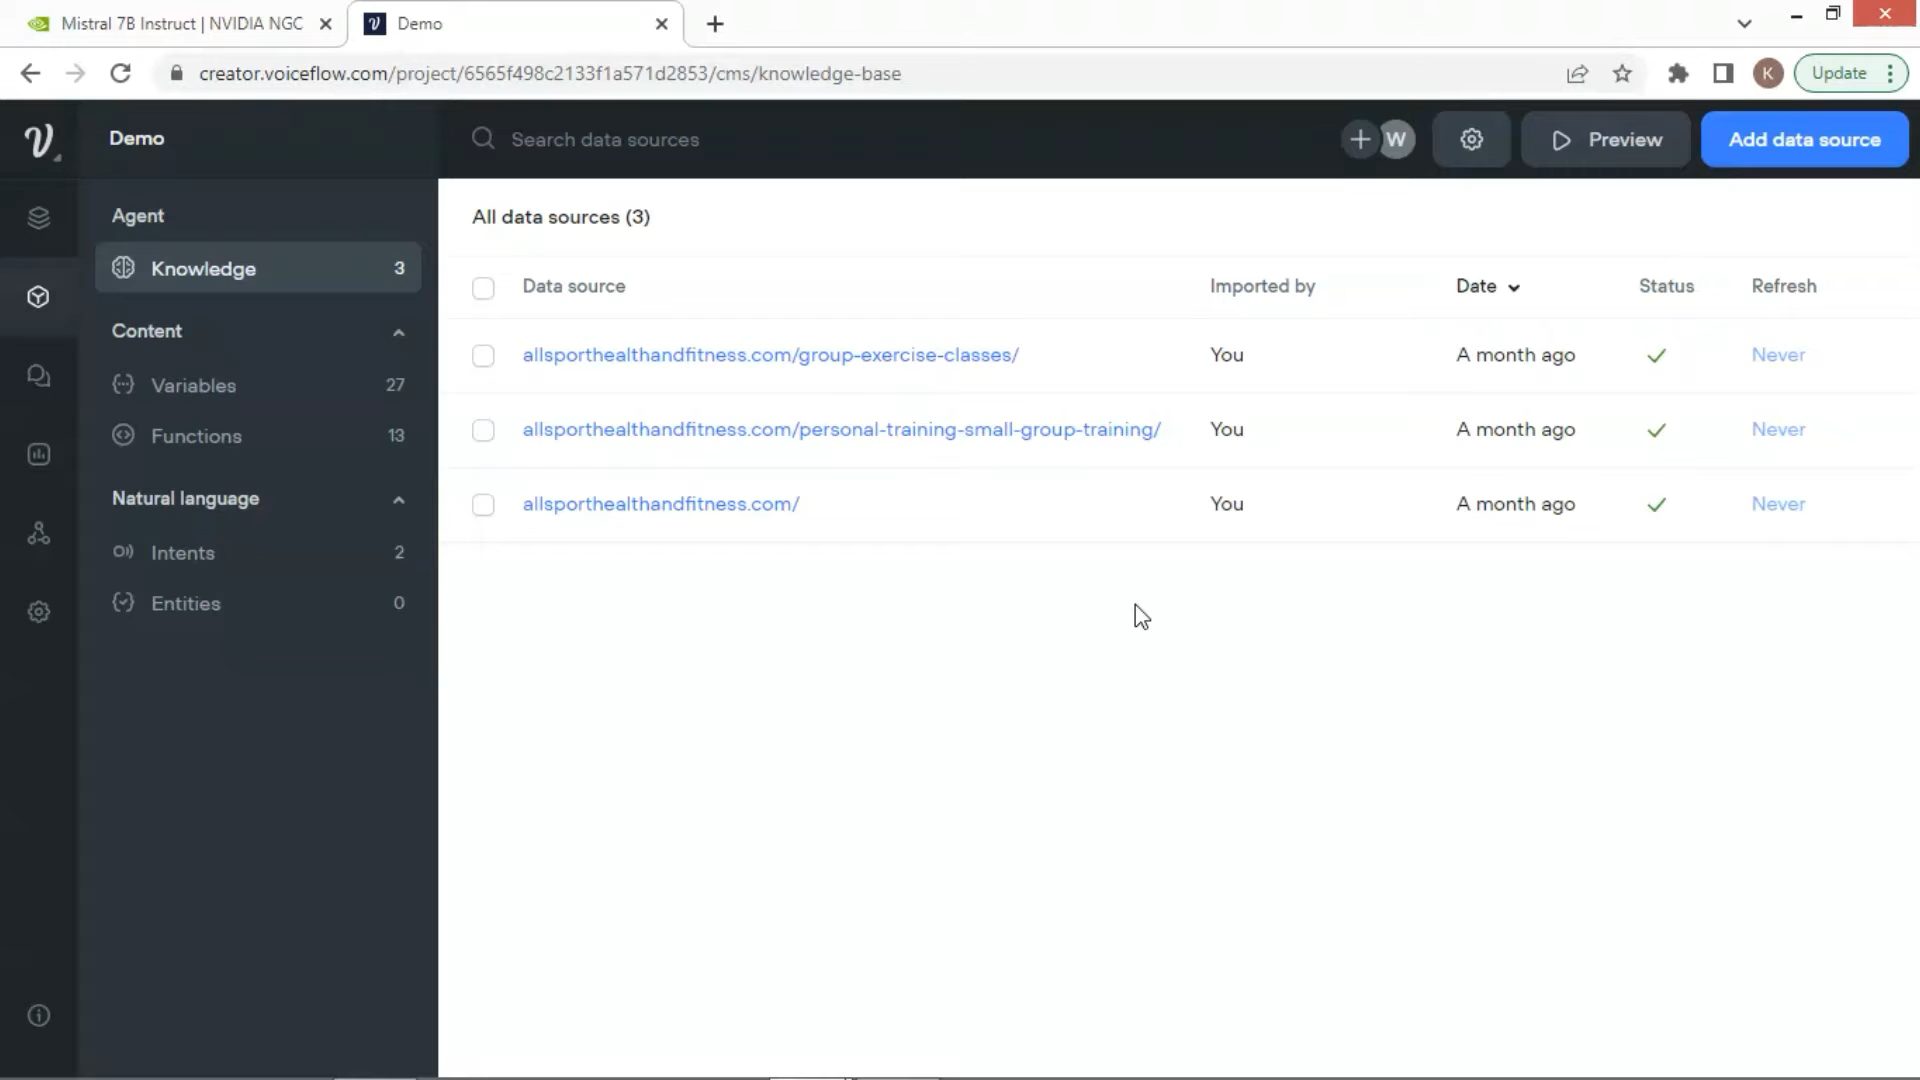 Mistral 7B Instruct | NVIDIA NGC
Demo
creator.voiceflow.com/project/6565f498c2133f1a571d2853/cms/knowledge-base
K
Update
Demo
Search data sources
W
Preview
Add data source
Agent
Knowledge 3
Content
Variables 27
Functions 13
Natural language
Intents 2
Entities 0
All data sources (3)
Data source Imported by Date Status Refresh
allsporthealthandfitness.com/group-exercise-classes/ You A month ago Never
allsporthealthandfitness.com/personal-training-small-group-training/ You A month ago Never
allsporthealthandfitness.com/ You A month ago Never